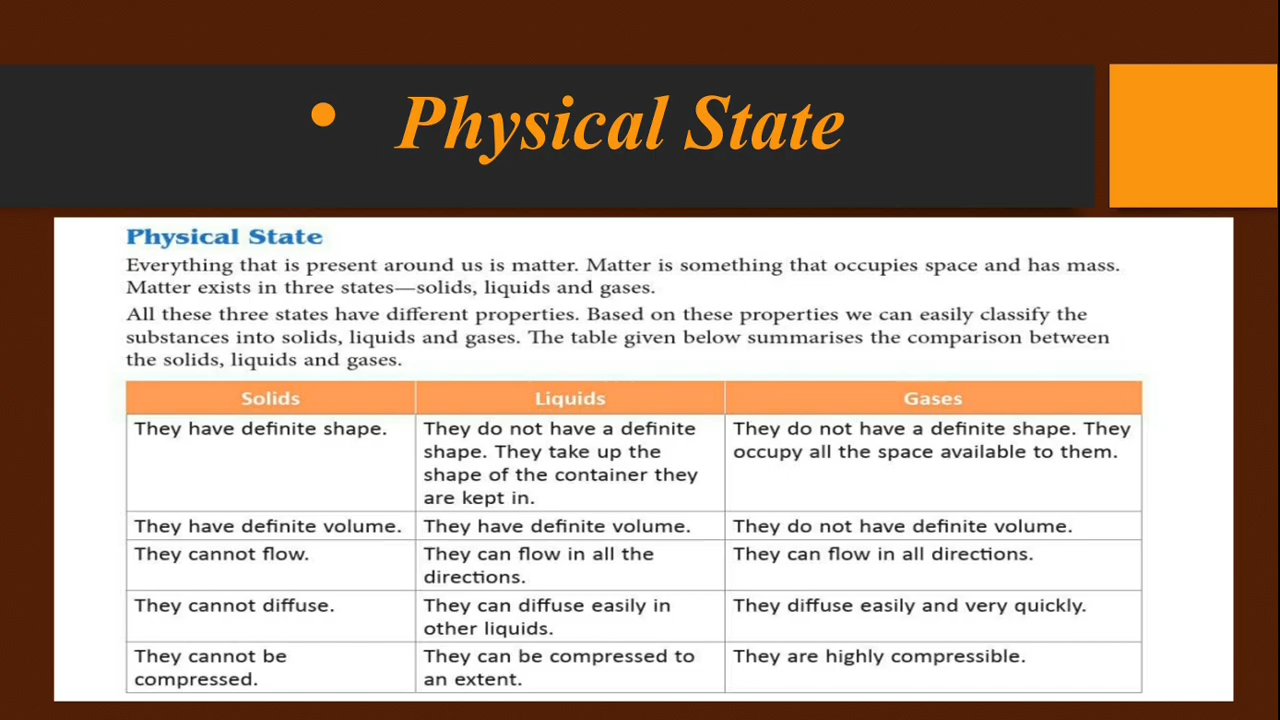 • Physical State
Physical State
Everything that is present around us is matter. Matter is something that occupies space and has mass.
Matter exists in three states—solids, liquids and gases.
All these three states have different properties. Based on these properties we can easily classify the
substances into solids, liquids and gases. The table given below summarises the comparison between
the solids, liquids and gases.
Solids Liquids Gases
They have definite shape.
They do not have a definite
shape. They take up the
shape of the container they
are kept in.
They do not have a definite shape. They
occupy all the space available to them.
They have definite volume.
They have definite volume.
They do not have definite volume.
They cannot flow.
They can flow in all the
directions.
They can flow in all directions.
They cannot diffuse.
They can diffuse easily in
other liquids.
They diffuse easily and very quickly.
They cannot be
compressed.
They can be compressed to
an extent.
They are highly compressible.